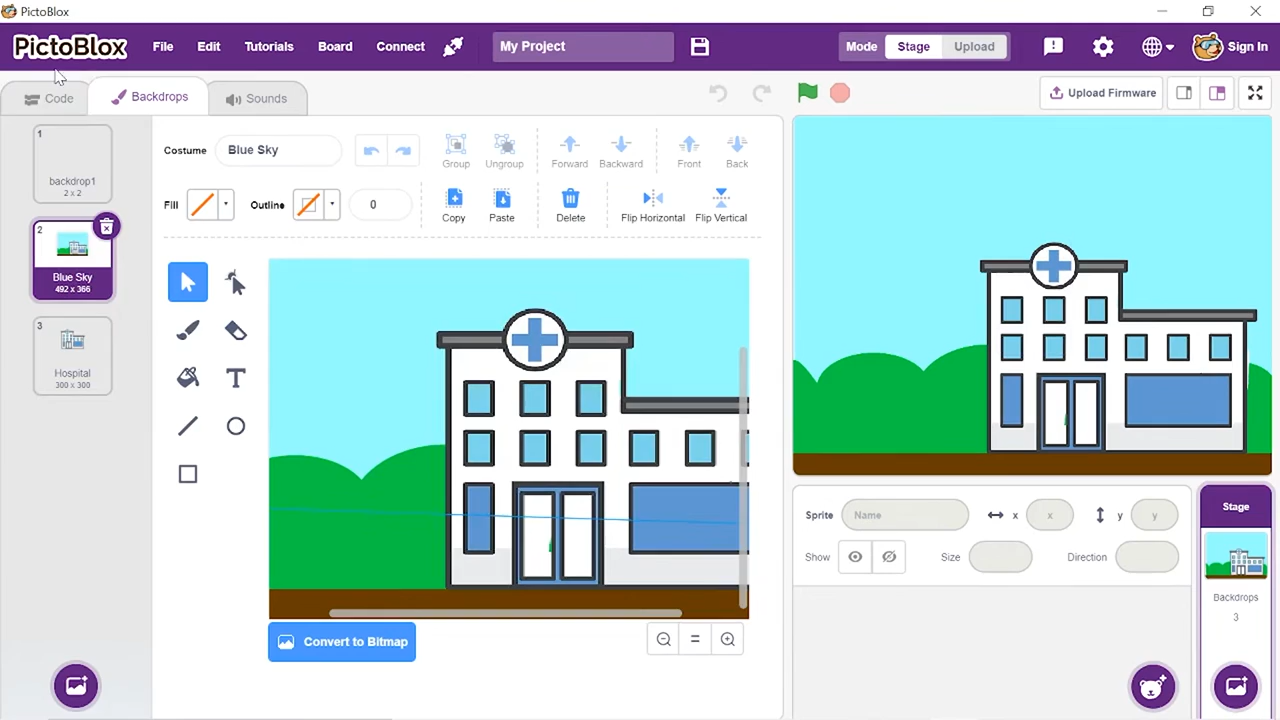 PictoBlox
PictoBlox File Edit Tutorials Board Connect My Project Mode Stage Upload Sign In
Code Backdrops Sounds Upload Firmware
1
backdrop1
2 x 2
2
Blue Sky
492 x 366
3
Hospital
300 x 300
Costume Blue Sky Group Ungroup Forward Backward Front Back
Fill Outline 0 Copy Paste Delete Flip Horizontal Flip Vertical
T
Convert to Bitmap
Sprite Name x x y y
Show Size Direction
Stage
Backdrops
3